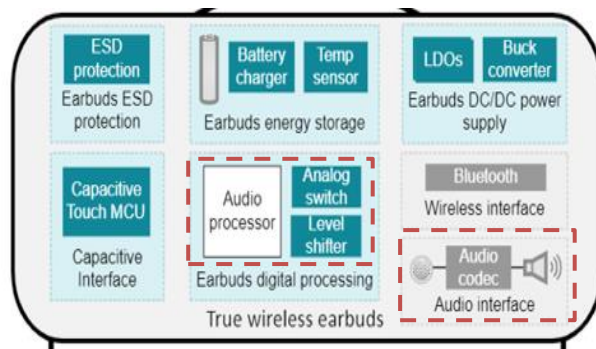 ESD
protection
Earbuds ESD
protection
Battery
charger
Temp
sensor
Earbuds energy storage
LDOs
Buck
converter
Earbuds DC/DC power
supply
Capacitive
Touch MCU
Capacitive
Interface
Audio
processor
Analog
switch
Level
shifter
Earbuds digital processing
Bluetooth
Wireless interface
Audio
codec
Audio interface
True wireless earbuds